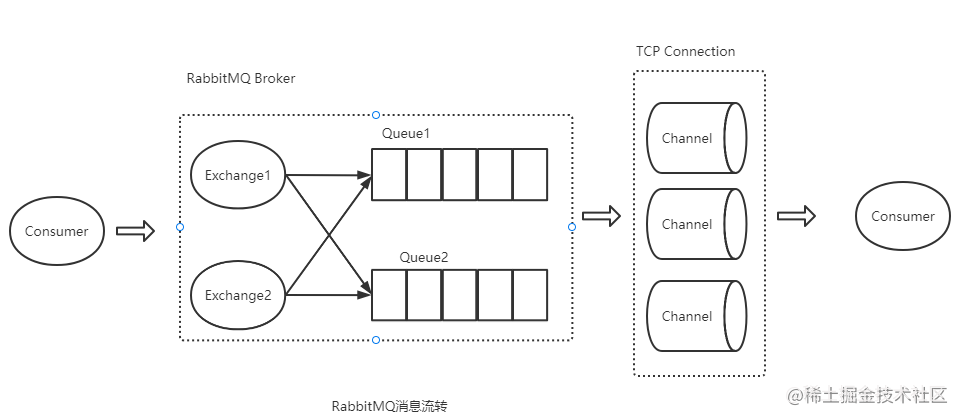 TCP Connection
RabbitMQ Broker
Queue1
Channel
Exchange1
Consumer
Channel
Consumer
Queue2
Exchange2
Channel
RabbitMQ消息流转
@稀土掘金技术社区